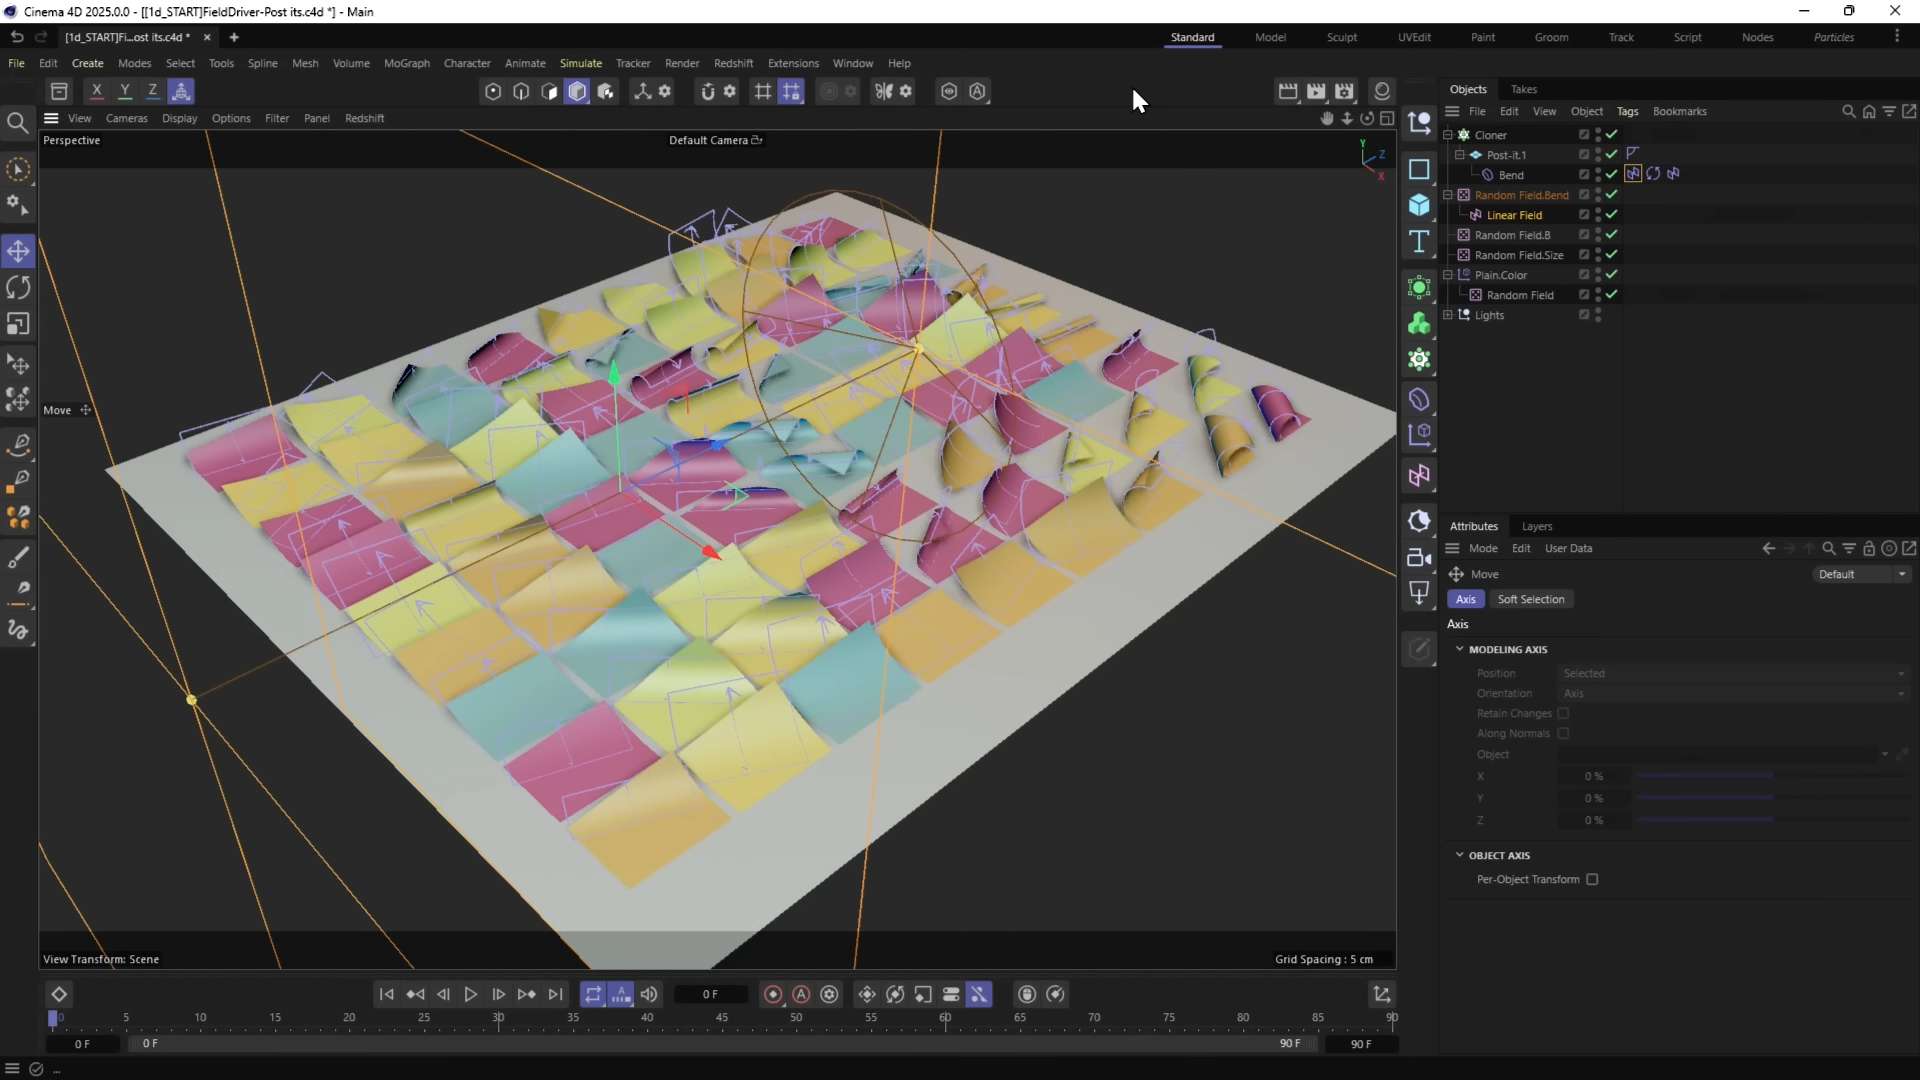 Cinema 4D 2025.0.0 - [[1d_START]FieldDriver-Post its.c4d *] - Main
[1d_START]Fi...ost its.c4d *
Standard Model Sculpt UVEdit Paint Groom Track Script Nodes Particles
File Edit Create Modes Select Tools Spline Mesh Volume MoGraph Character Animate Simulate Tracker Render Redshift Extensions Window Help
X Y Z
Objects Takes
File Edit View Object Tags Bookmarks
View Cameras Display Options Filter Panel Redshift
Perspective
Default Camera
Y
Z
X
Cloner
Post-it.1
Bend
Random Field.Bend
Linear Field
Random Field.B
Random Field.Size
Plain.Color
Random Field
Lights
Move
Attributes Layers
Mode Edit User Data
Move
Default
Axis Soft Selection
Axis
MODELING AXIS
Position Selected
Orientation Axis
Retain Changes
Along Normals
Object
X 0 %
Y 0 %
Z 0 %
OBJECT AXIS
Per-Object Transform
View Transform: Scene
Grid Spacing : 5 cm
0 F
0 5 10 15 20 25 30 35 40 45 50 55 60 65 70 75 80 85 90
0 F 0 F 90 F 90 F
...